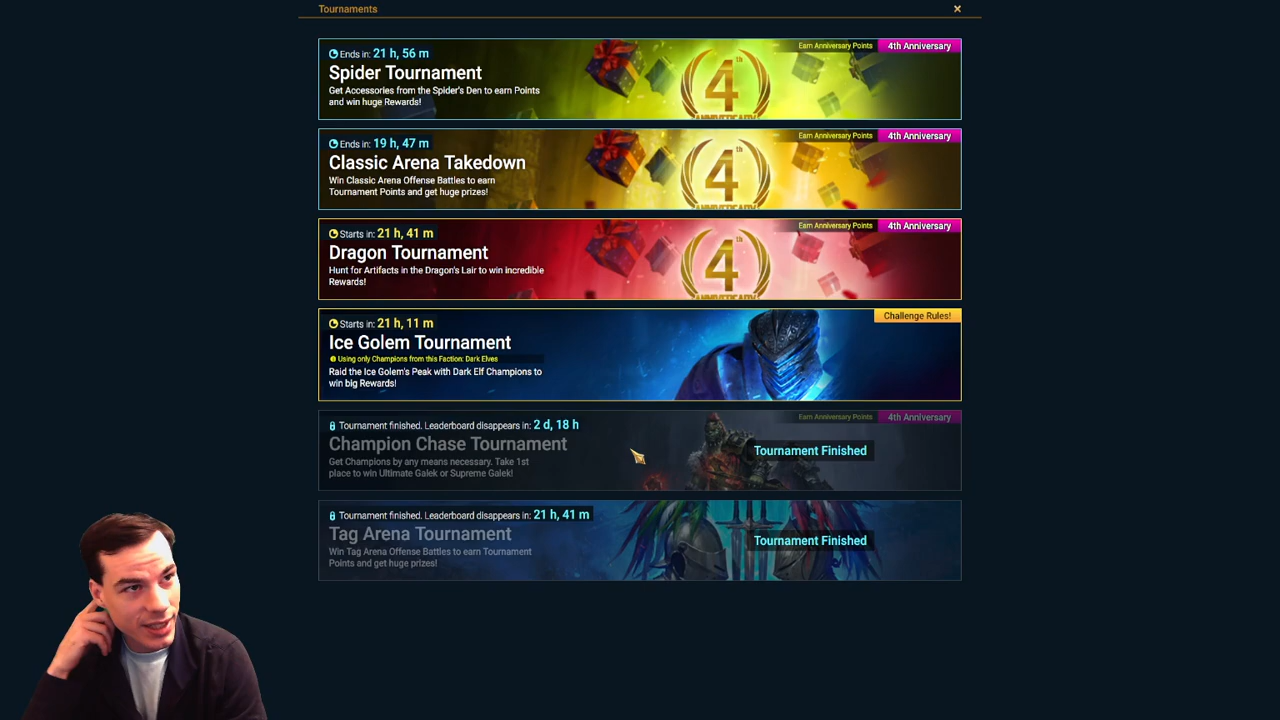 Tournaments
Ends in: 21 h, 56 m
Earn Anniversary Points
4th Anniversary
Spider Tournament
Get Accessories from the Spider's Den to earn Points
and win huge Rewards!
4th
ANNIVERSARY
Ends in: 19 h, 47 m
Earn Anniversary Points
4th Anniversary
Classic Arena Takedown
Win Classic Arena Offense Battles to earn
Tournament Points and get huge prizes!
4th
ANNIVERSARY
Starts in: 21 h, 41 m
Earn Anniversary Points
4th Anniversary
Dragon Tournament
Hunt for Artifacts in the Dragon's Lair to win incredible
Rewards!
4th
ANNIVERSARY
Starts in: 21 h, 11 m
Challenge Rules!
Ice Golem Tournament
Using only Champions from this Faction: Dark Elves
Raid the Ice Golem's Peak with Dark Elf Champions to
win big Rewards!
Tournament finished. Leaderboard disappears in: 2 d, 18 h
Earn Anniversary Points
4th Anniversary
Champion Chase Tournament
Get Champions by any means necessary. Take 1st
place to win Ultimate Galek or Supreme Galek!
Tournament Finished
Tournament finished. Leaderboard disappears in: 21 h, 41 m
Tag Arena Tournament
Win Tag Arena Offense Battles to earn Tournament
Points and get huge prizes!
Tournament Finished